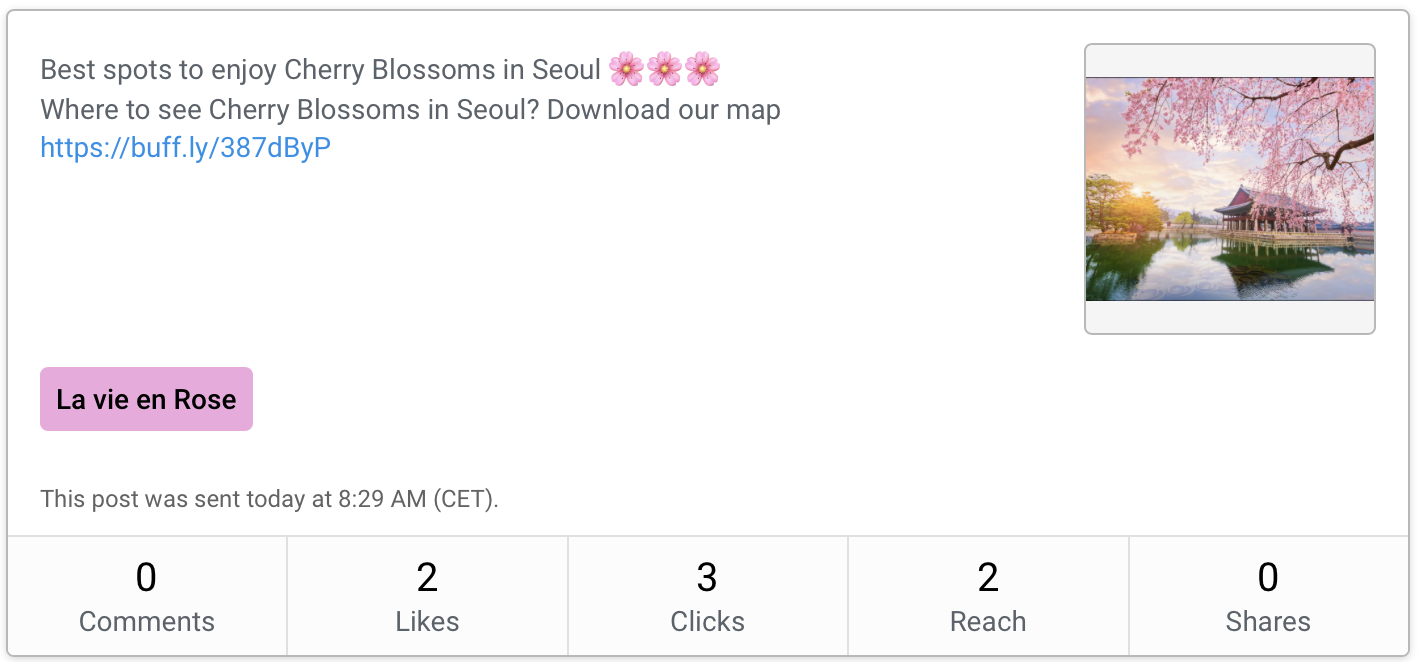 Best spots to enjoy Cherry Blossoms in Seoul 🌸🌸🌸
Where to see Cherry Blossoms in Seoul? Download our map
https://buff.ly/387dByP
La vie en Rose
This post was sent today at 8:29 AM (CET).
0 2 3 2 0
Comments Likes Clicks Reach Shares